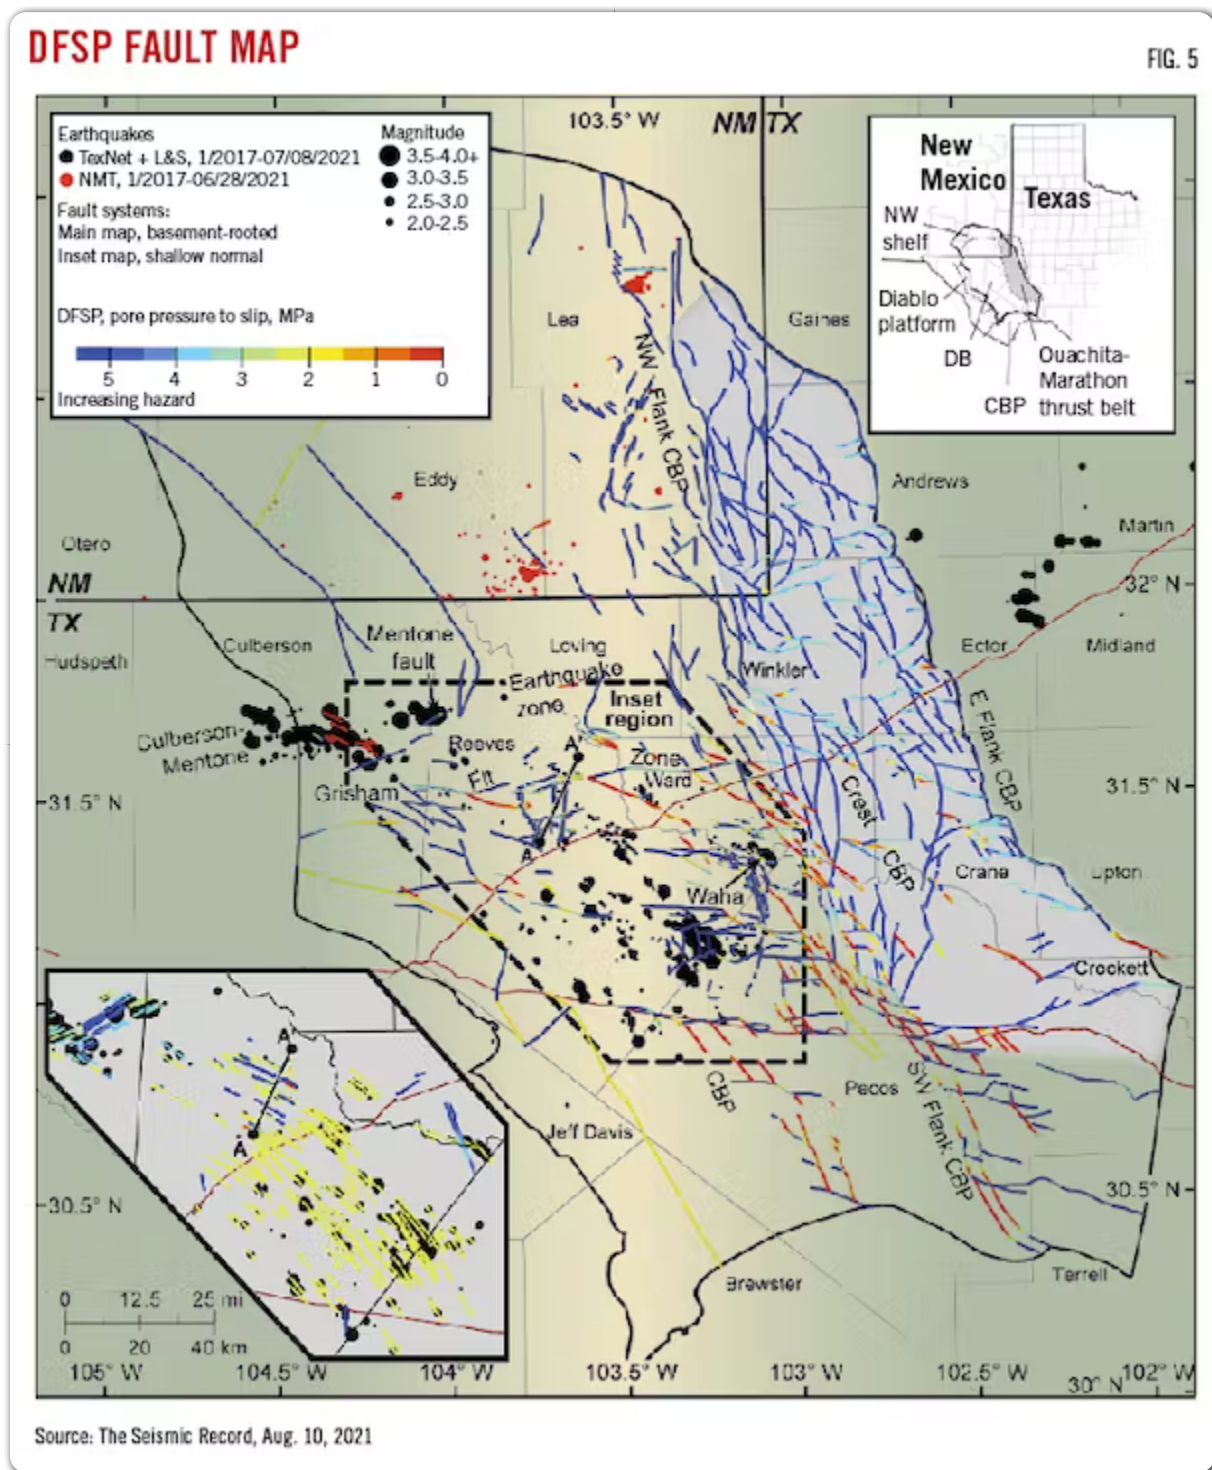 DFSP FAULT MAP
FIG. 5
103.5° W
NM TX
Earthquakes
TexNet + L&S, 1/2017-07/08/2021
NMT, 1/2017-06/28/2021
Fault systems:
Main map, basement-rooted
Inset map, shallow normal
Magnitude
3.5-4.0+
3.0-3.5
2.5-3.0
2.0-2.5
DFSP, pore pressure to slip, MPa
5 4 3 2 1 0
Increasing hazard
New
Mexico
Texas
NW
shelf
Diablo
platform
DB
CBP
Ouachita-
Marathon
thrust belt
Lea
Gaines
NW Flank CBP
Eddy
Andrews
Martin
Otero
NM
TX
32° N
Hudspeth
Culberson
Mentone
fault
Loving
Earthquake
zone
Inset
region
Winkler
Ector
Midland
E Flank CBP
Culberson-
Mentone
Reeves
A'
Zone
Ward
Grisham
Flt
31.5° N
31.5° N
Crest
CBP
A
Waha
Crane
Upton
Crockett
A'
A
CBP
Pecos
SW Flank CBP
Jeff Davis
30.5° N
30.5° N
Brewster
Terrell
0 12.5 25 mi
0 20 40 km
105° W
104.5° W
104° W
103.5° W
103° W
102.5° W
102° W
30° N
Source: The Seismic Record, Aug. 10, 2021